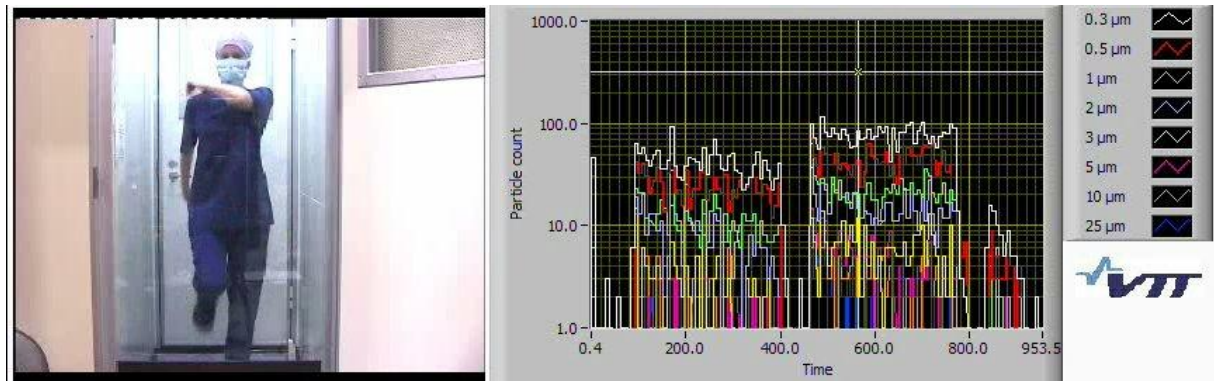 1000.0
100.0
10.0
1.0
Particle count
0.4 200.0 400.0 600.0 800.0 953.5
Time
0.3 µm
0.5 µm
1 µm
2 µm
3 µm
5 µm
10 µm
25 µm
VTT